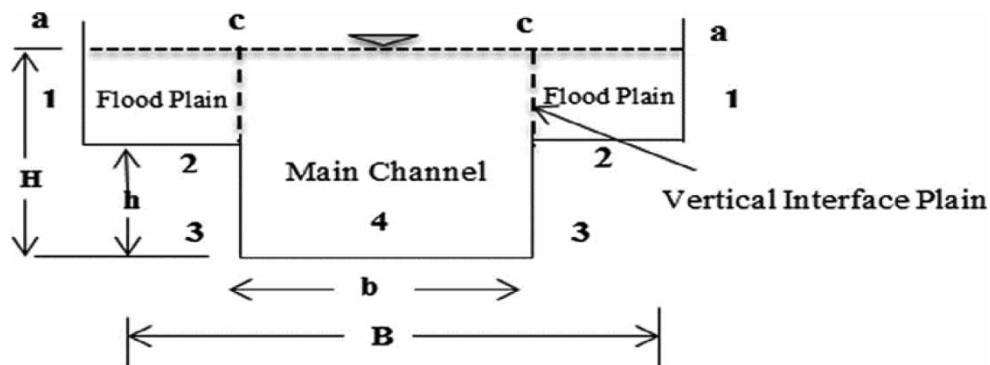 a c c a
1 Flood Plain Flood Plain 1
2 2
H h Main Channel
Vertical Interface Plain
3 4 3
b
B